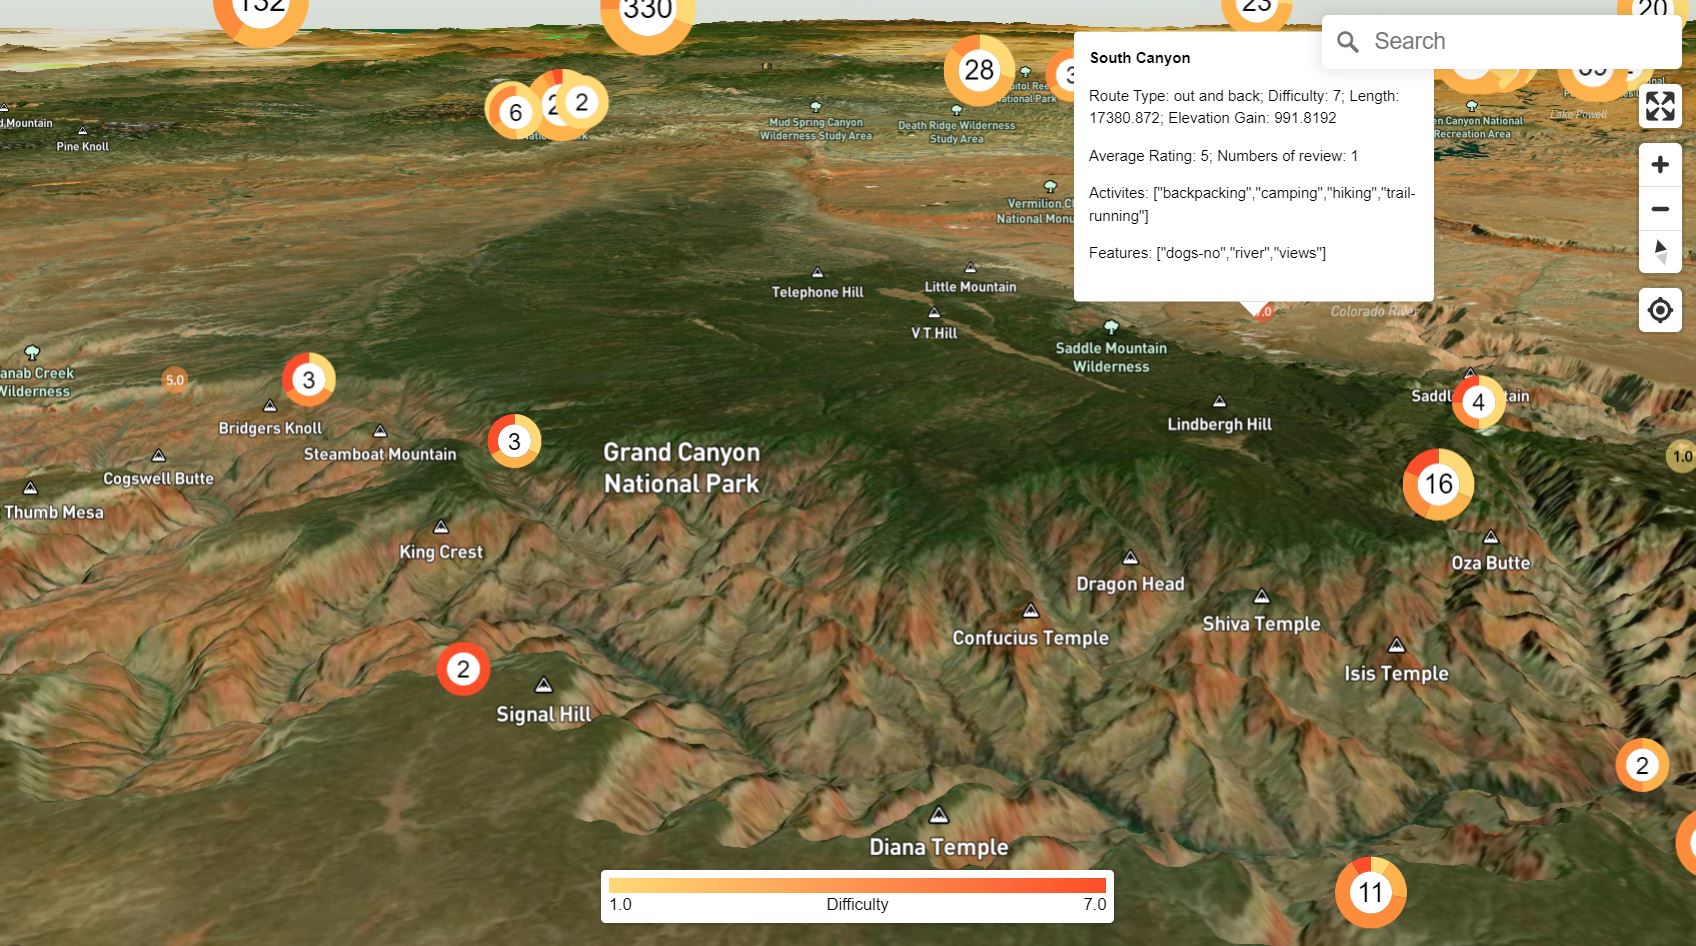 132
330
23
20
Search
28
South Canyon
Route Type: out and back; Difficulty: 7; Length:
17380.872; Elevation Gain: 991.8192
Average Rating: 5; Numbers of review: 1
Activites: ["backpacking","camping","hiking","trail-
running"]
Features: ["dogs-no","river","views"]
6
2
2
National Park
Mountain
Pine Knoll
Mud Spring Canyon
Wilderness Study Area
Death Ridge Wilderness
Study Area
Canyon National
Recreation Area
Lake Powell
Vermilion
National
Telephone Hill
Little Mountain
V T Hill
Colorado River
Saddle Mountain
Wilderness
anab Creek
Wilderness
5.0
3
Bridgers Knoll
Steamboat Mountain
3
Cogswell Butte
Thumb Mesa
King Crest
Grand Canyon
National Park
Lindbergh Hill
4
1.0
16
Oza Butte
Dragon Head
Shiva Temple
Confucius Temple
Isis Temple
2
Signal Hill
2
Diana Temple
11
1.0 Difficulty 7.0